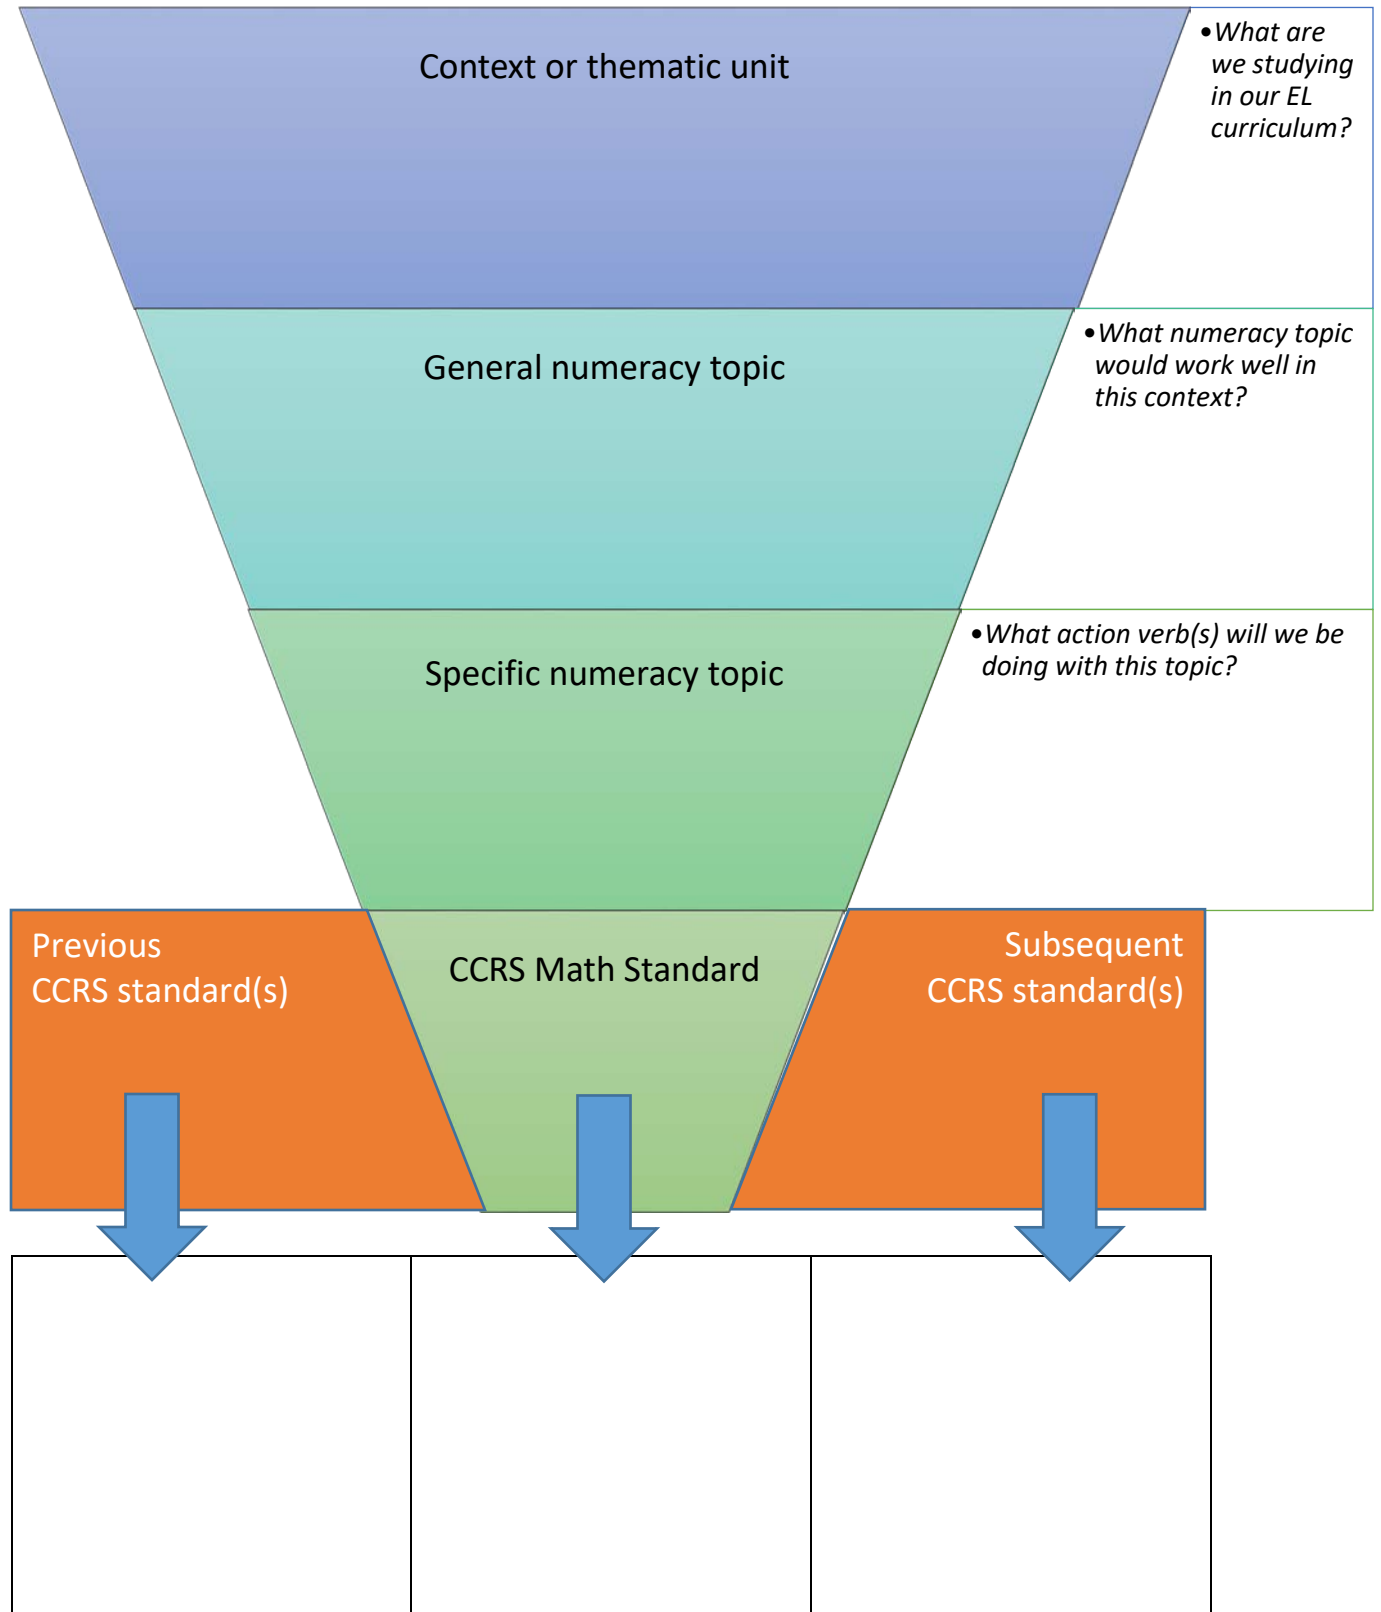 Context or thematic unit
•What are
we studying
in our EL
curriculum?
General numeracy topic
•What numeracy topic
would work well in
this context?
Specific numeracy topic
•What action verb(s) will we be
doing with this topic?
Previous
CCRS standard(s)
CCRS Math Standard
Subsequent
CCRS standard(s)